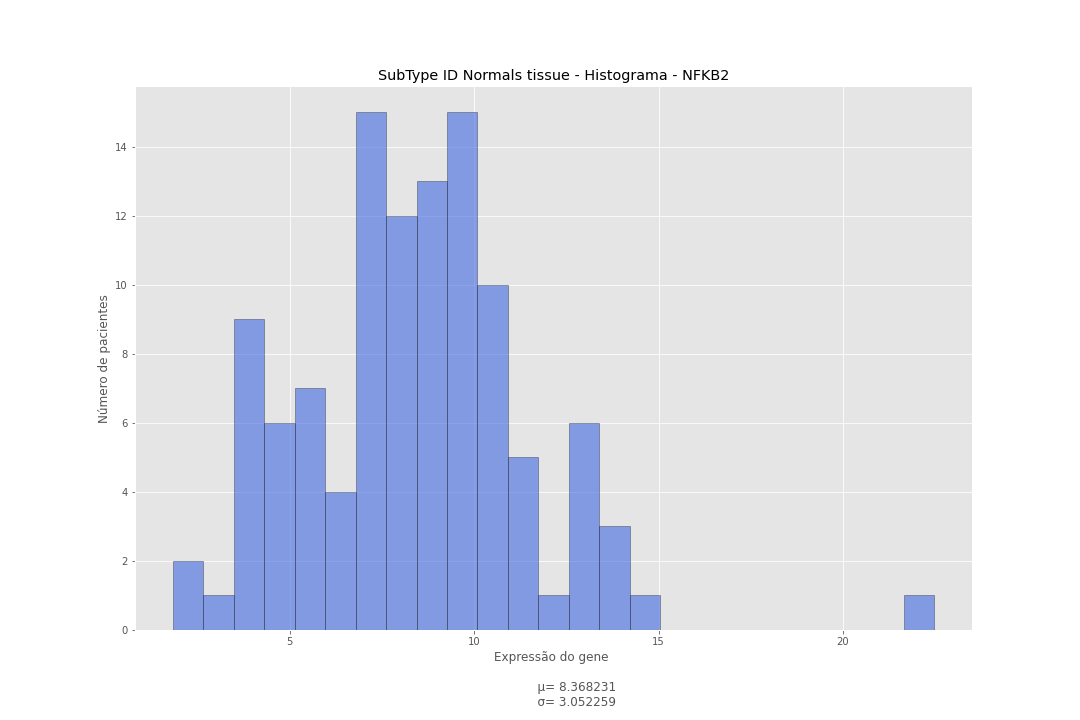 SubType ID Normals tissue - Histograma - NFKB2
14
12
10
8
6
4
2
0
Número de pacientes
5 10 15 20
Expressão do gene
μ= 8.368231
σ= 3.052259